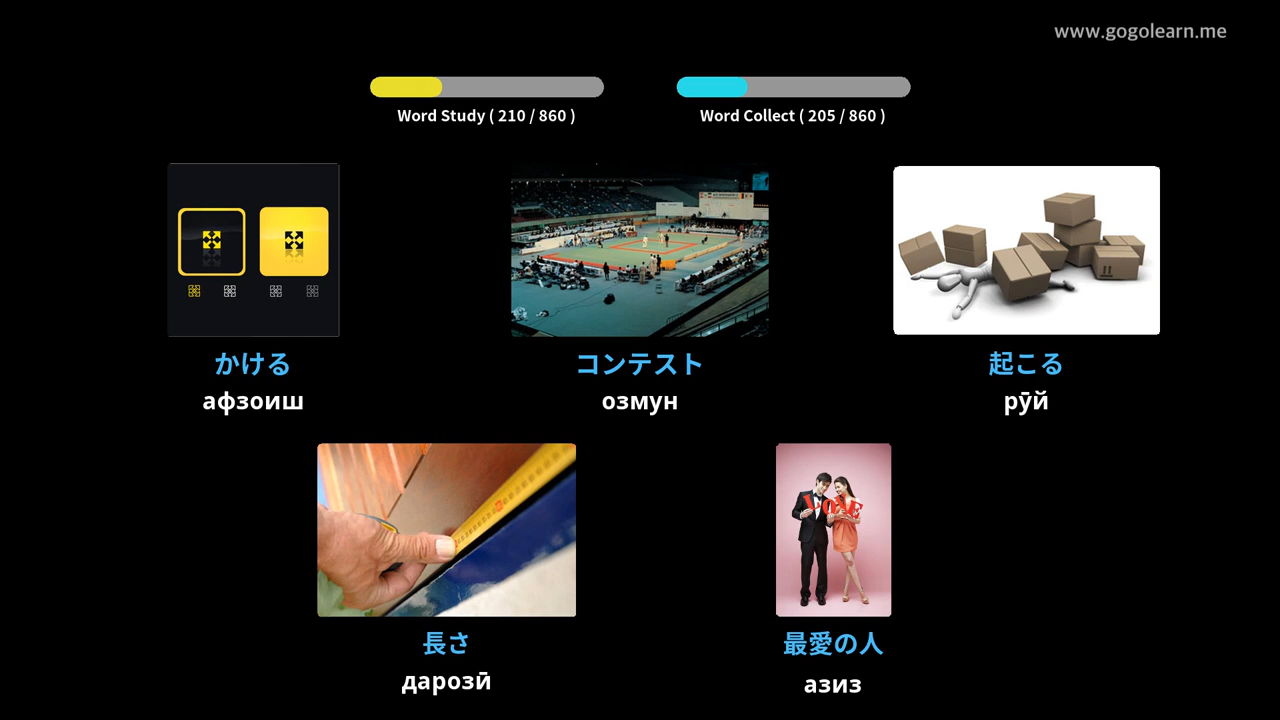 www.gogolearn.me
Word Study ( 210 / 860 )
Word Collect ( 205 / 860 )
かける
афзоиш
コンテスト
озмун
起こる
рӯй
長さ
дарозӣ
最愛の人
азиз